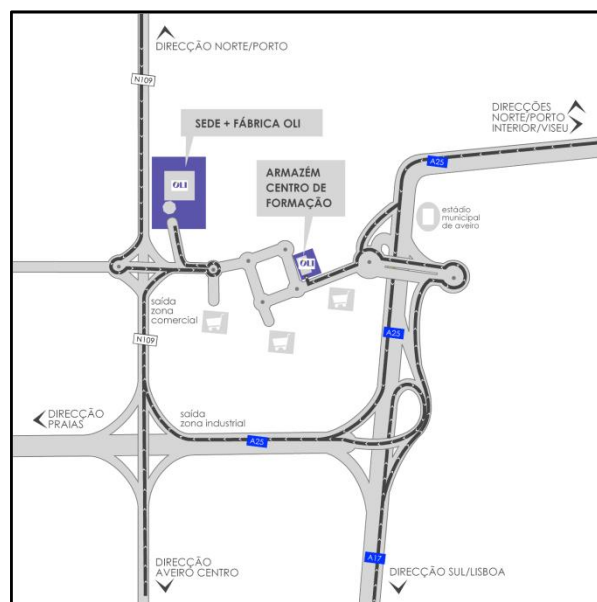 DIRECÇÃO NORTE/PORTO
N109
DIRECÇÕES
NORTE/PORTO
INTERIOR/VISEU
SEDE + FÁBRICA OLI
A25
ARMAZÉM
CENTRO DE
FORMAÇÃO
OLI
estádio
municipal
de aveiro
OLI
saída
zona
comercial
N109
A25
DIRECÇÃO
PRAIAS
saída
zona industrial
A25
A17
DIRECÇÃO
AVEIRO CENTRO
DIRECÇÃO SUL/LISBOA